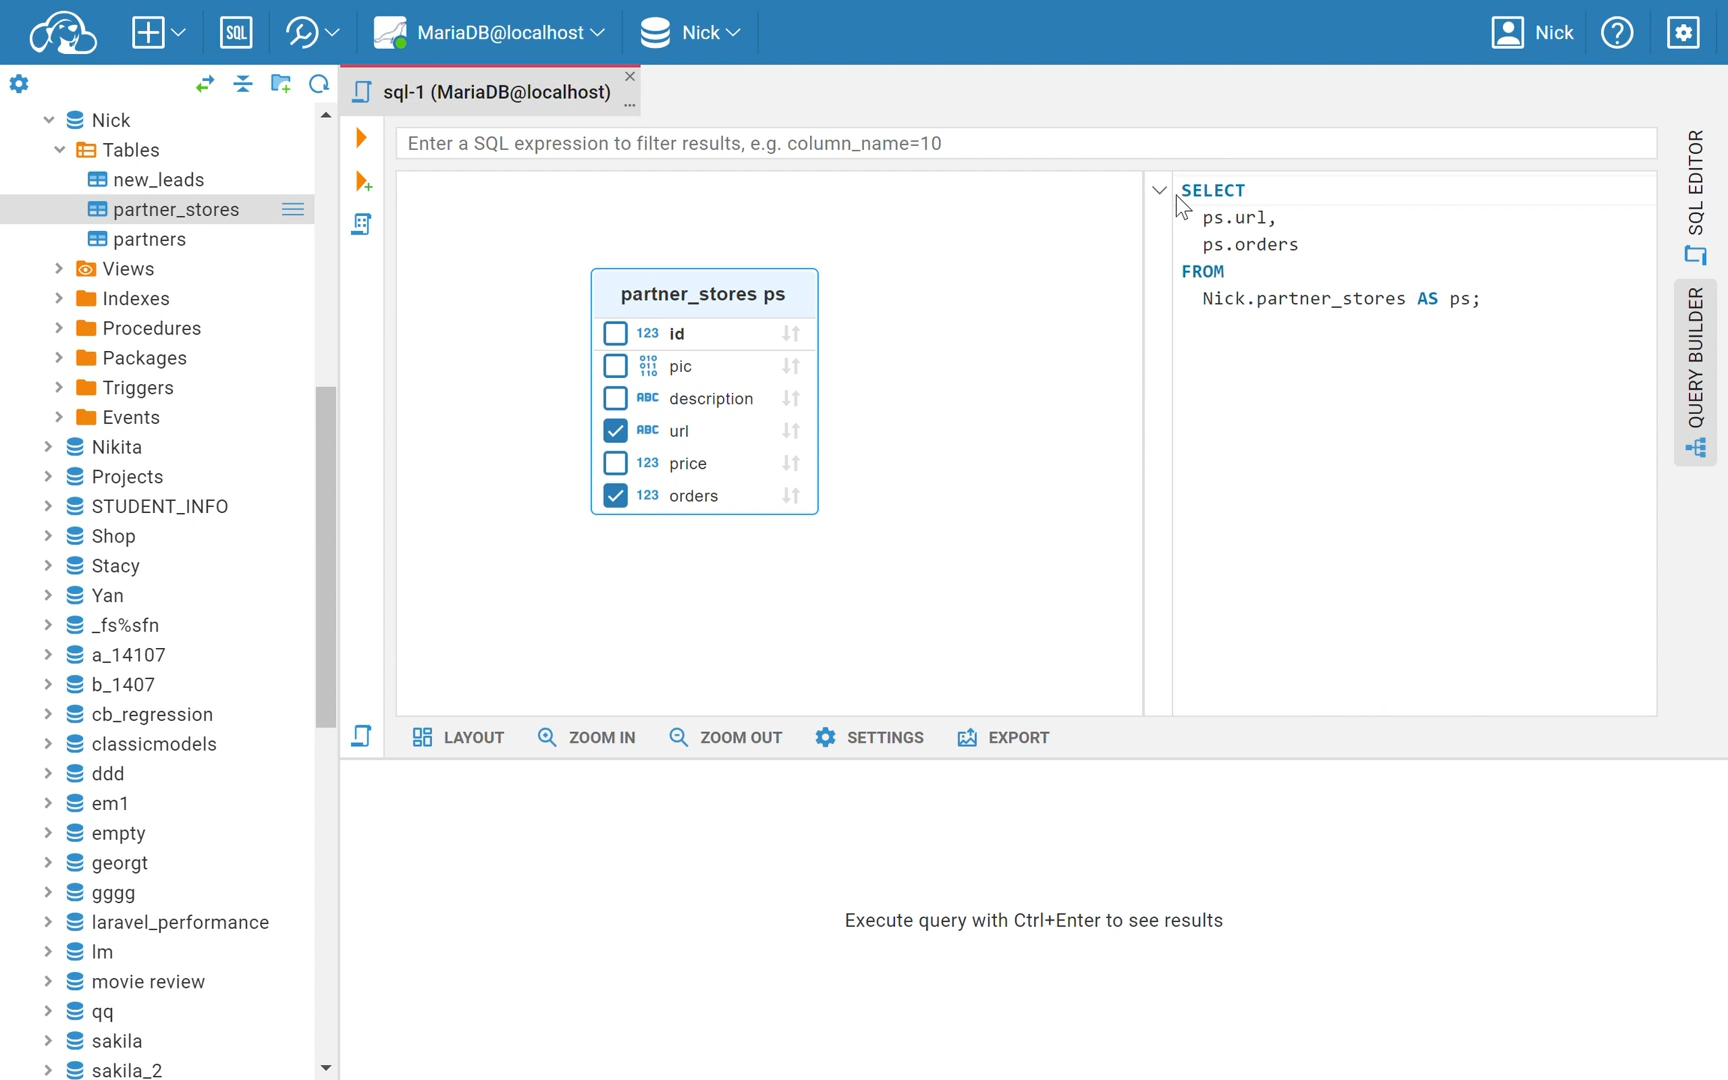 SQL
MariaDB@localhost
Nick
Nick
sql-1 (MariaDB@localhost)
Nick
Tables
new_leads
partner_stores
partners
Views
Indexes
Procedures
Packages
Triggers
Events
Nikita
Projects
STUDENT_INFO
Shop
Stacy
Yan
_fs%sfn
a_14107
b_1407
cb_regression
classicmodels
ddd
em1
empty
georgt
gggg
laravel_performance
lm
movie review
qq
sakila
sakila_2
Enter a SQL expression to filter results, e.g. column_name=10
partner_stores ps
123 id
010 011 110 pic
ABC description
ABC url
123 price
123 orders
SELECT
ps.url,
ps.orders
FROM
Nick.partner_stores AS ps;
SQL EDITOR
QUERY BUILDER
LAYOUT
ZOOM IN
ZOOM OUT
SETTINGS
EXPORT
Execute query with Ctrl+Enter to see results